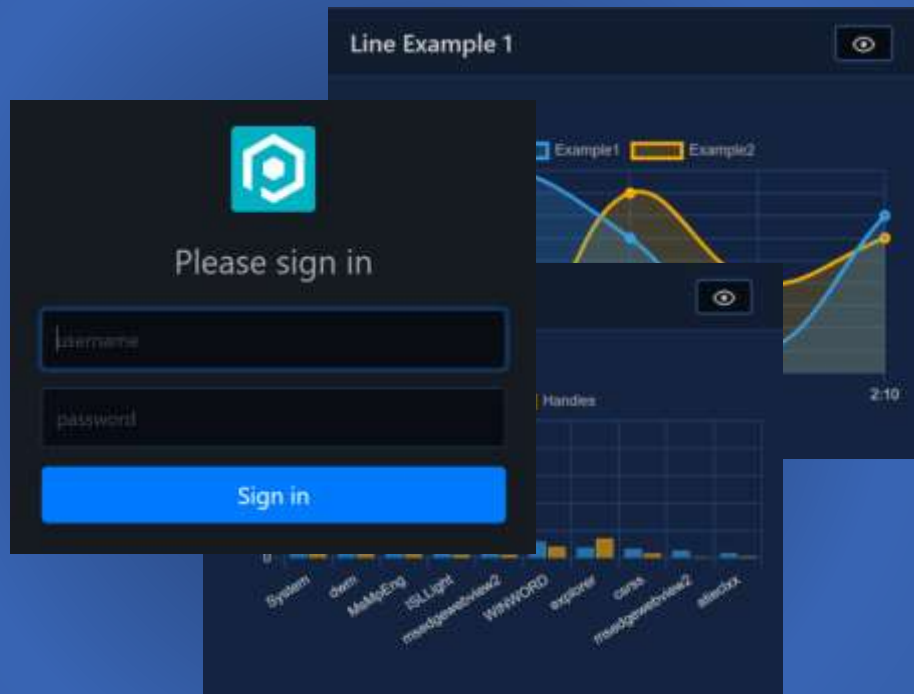 Line Example 1
Example1 Example2
2:10
Please sign in
username
password
Sign in
Handles
0
System dwm MsMpEng ISLLight msedgewebview2 WINWORD explorer csrss msedgewebview2 atieclxx